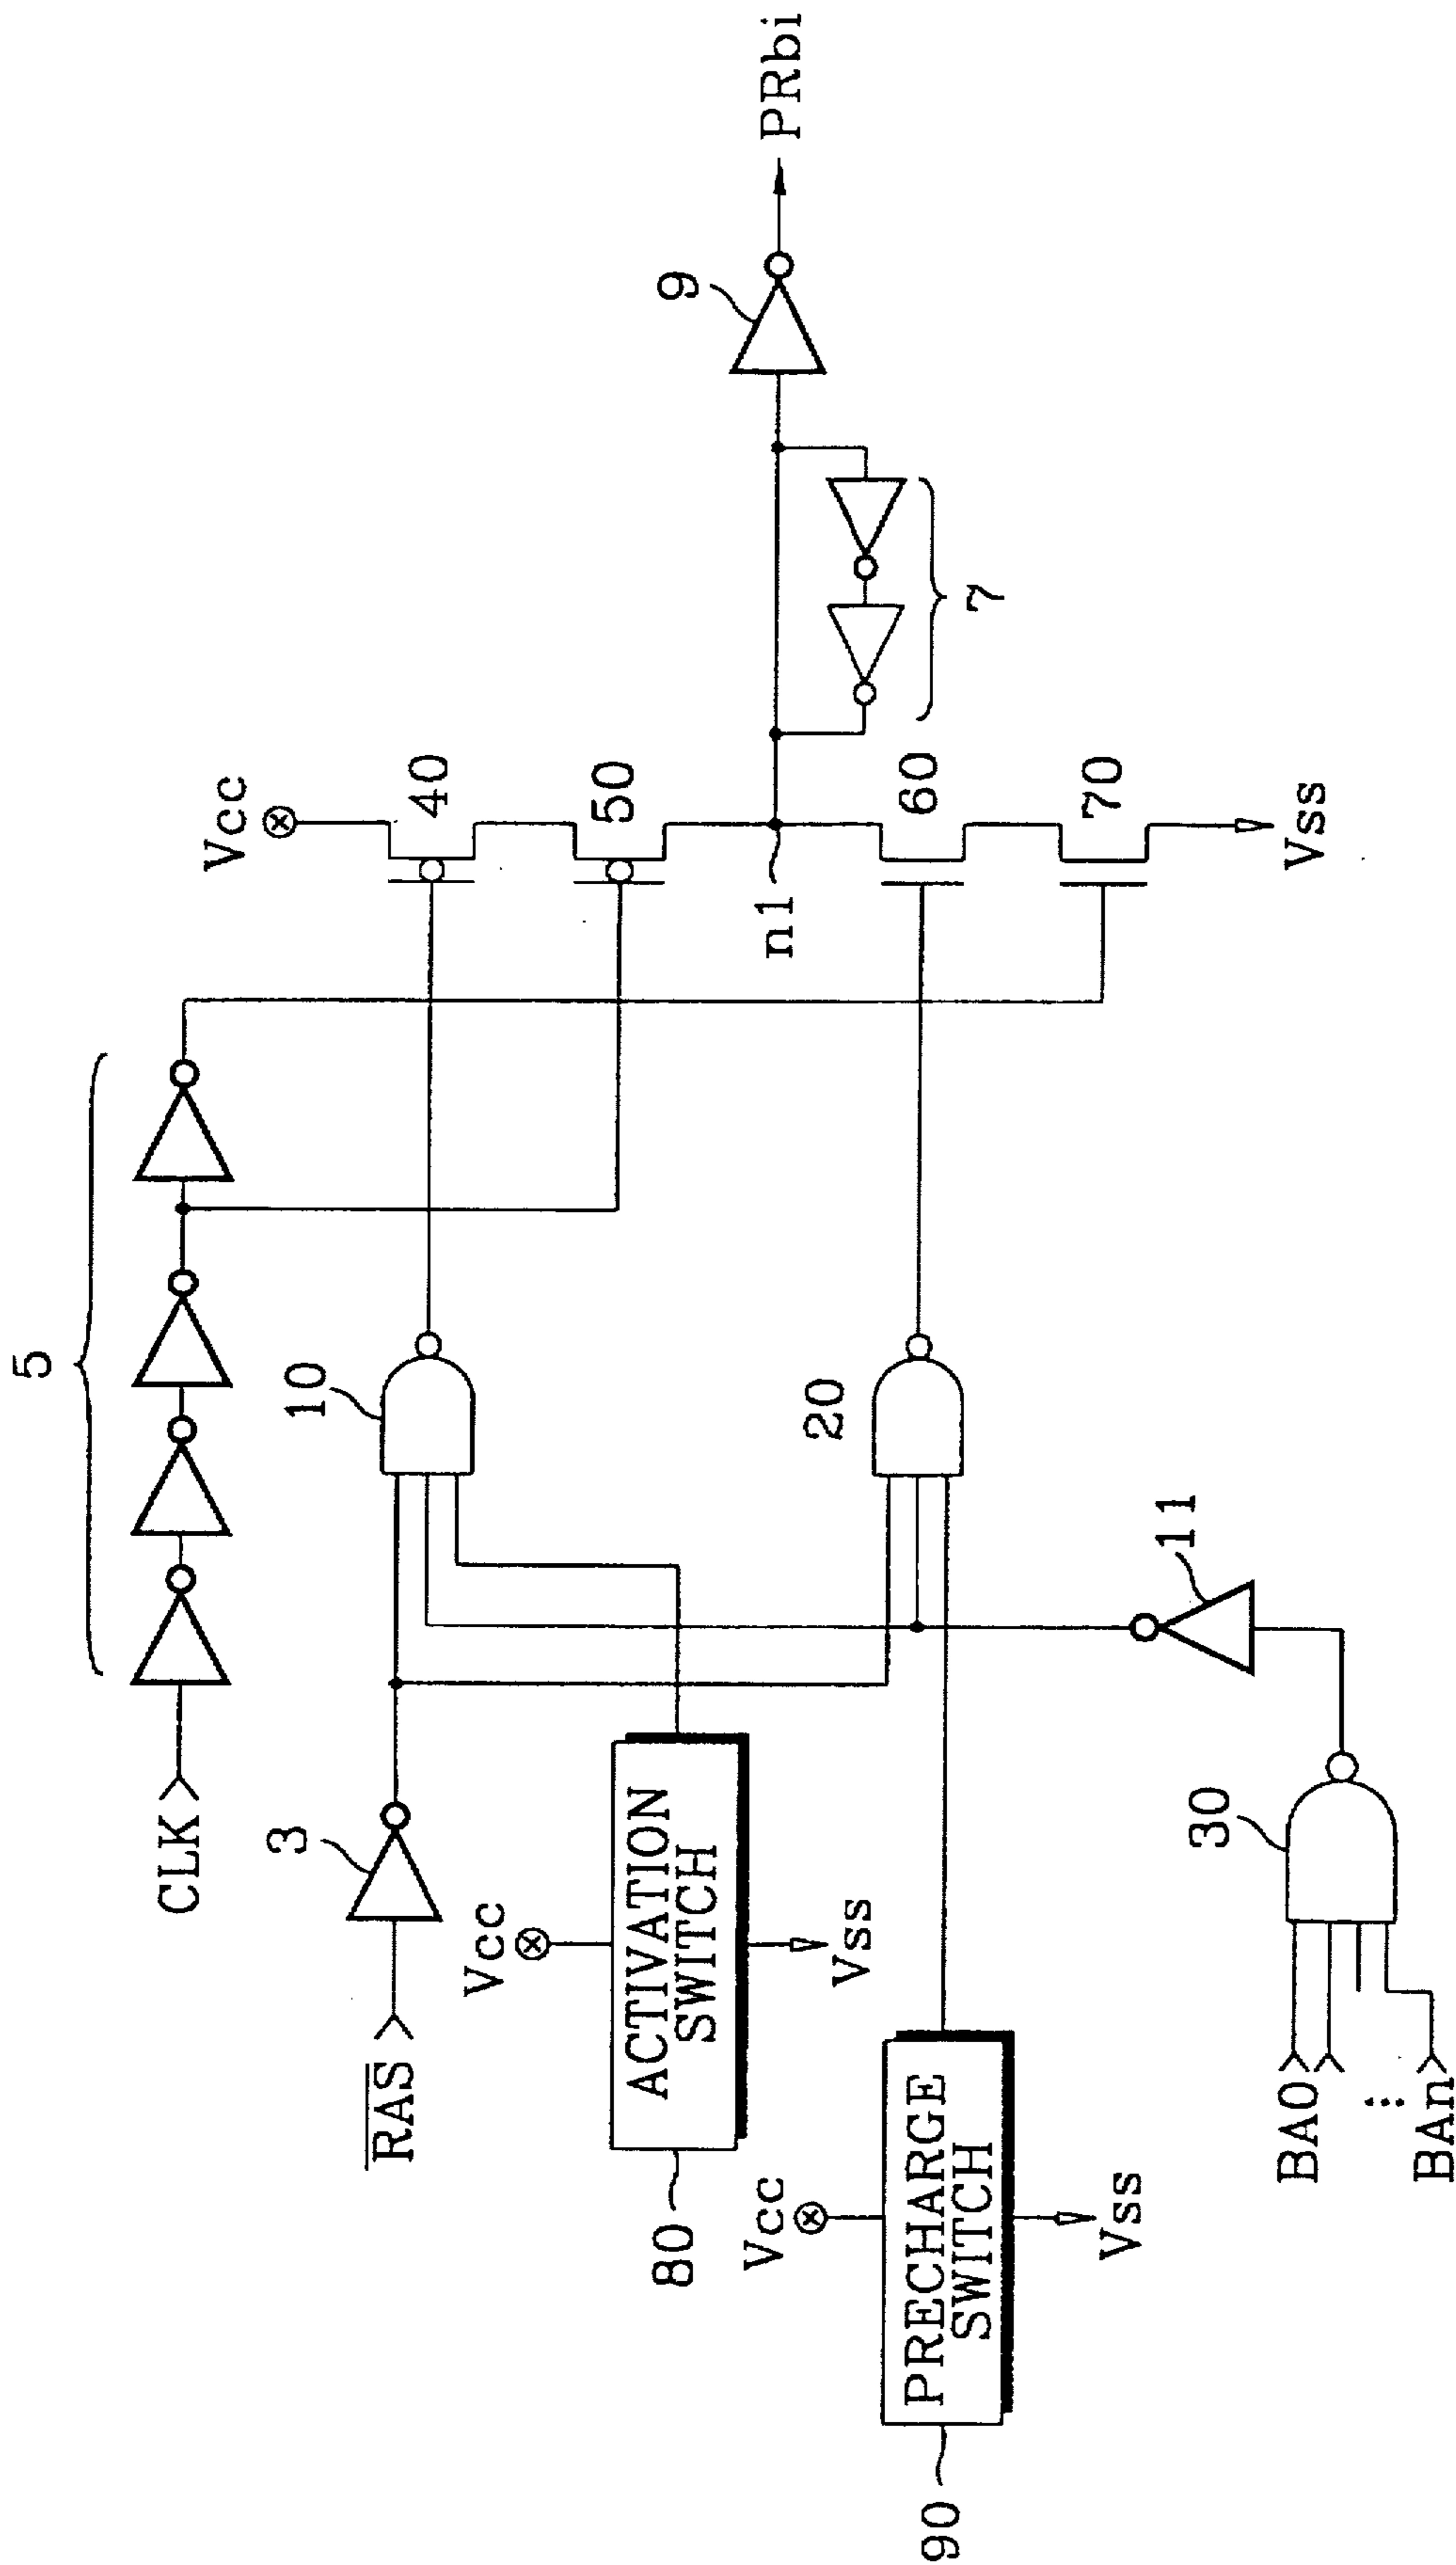 5
CLK
10
3
RAS
Vcc
ACTIVATION
SWITCH
80
Vss
Vcc
PRECHARGE
SWITCH
90
Vss
20
11
30
BA0
⋮
BAn
Vcc
40
50
n1
60
70
Vss
7
9
PRbi